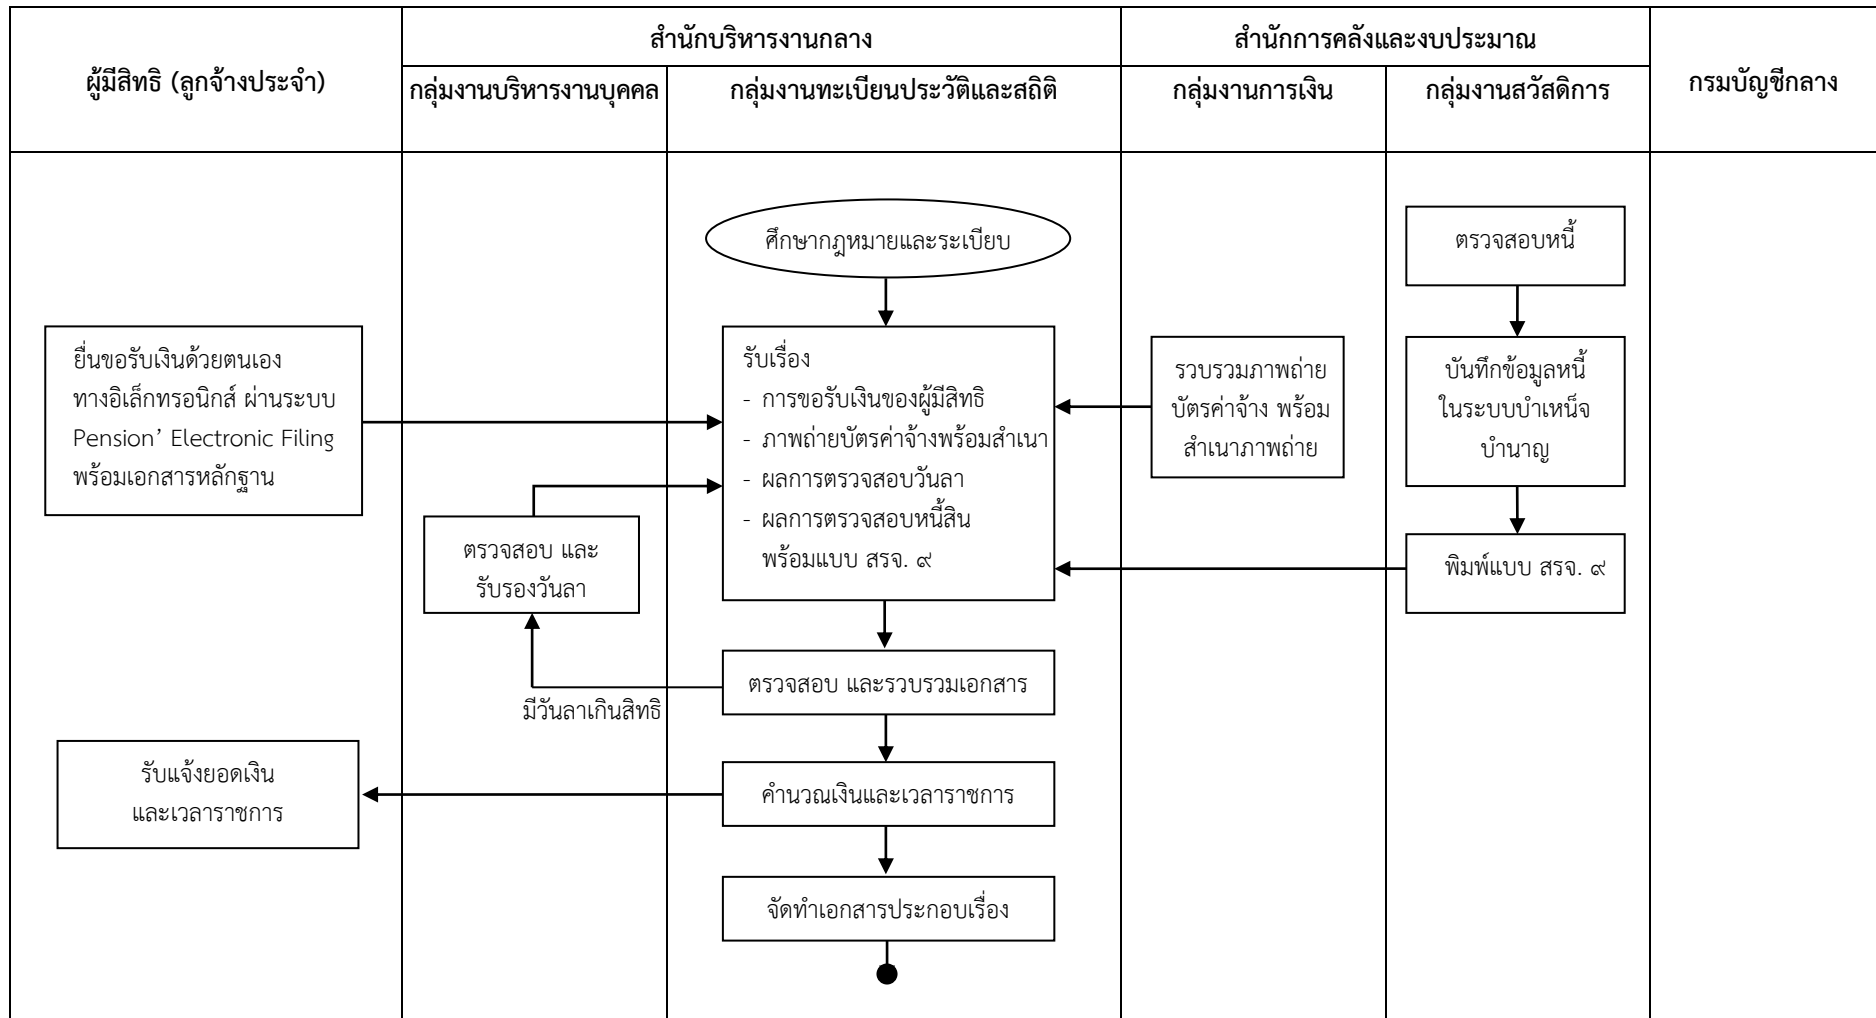 ผู้มีสิทธิ (ลูกจ้างประจำ)
สำนักบริหารงานกลาง
สำนักการคลังและงบประมาณ
กรมบัญชีกลาง
กลุ่มงานบริหารงานบุคคล
กลุ่มงานทะเบียนประวัติและสถิติ
กลุ่มงานการเงิน
กลุ่มงานสวัสดิการ
ศึกษากฎหมายและระเบียบ
ตรวจสอบหนี้
ยื่นขอรับเงินด้วยตนเอง
ทางอิเล็กทรอนิกส์ ผ่านระบบ
Pension’ Electronic Filing
พร้อมเอกสารหลักฐาน
รับเรื่อง
- การขอรับเงินของผู้มีสิทธิ
- ภาพถ่ายบัตรค่าจ้างพร้อมสำเนา
- ผลการตรวจสอบวันลา
- ผลการตรวจสอบหนี้สิน
พร้อมแบบ สรจ. ๙
รวบรวมภาพถ่าย
บัตรค่าจ้าง พร้อม
สำเนาภาพถ่าย
บันทึกข้อมูลหนี้
ในระบบบำเหน็จ
บำนาญ
ตรวจสอบ และ
รับรองวันลา
พิมพ์แบบ สรจ. ๙
ตรวจสอบ และรวบรวมเอกสาร
มีวันลาเกินสิทธิ
รับแจ้งยอดเงิน
และเวลาราชการ
คำนวณเงินและเวลาราชการ
จัดทำเอกสารประกอบเรื่อง